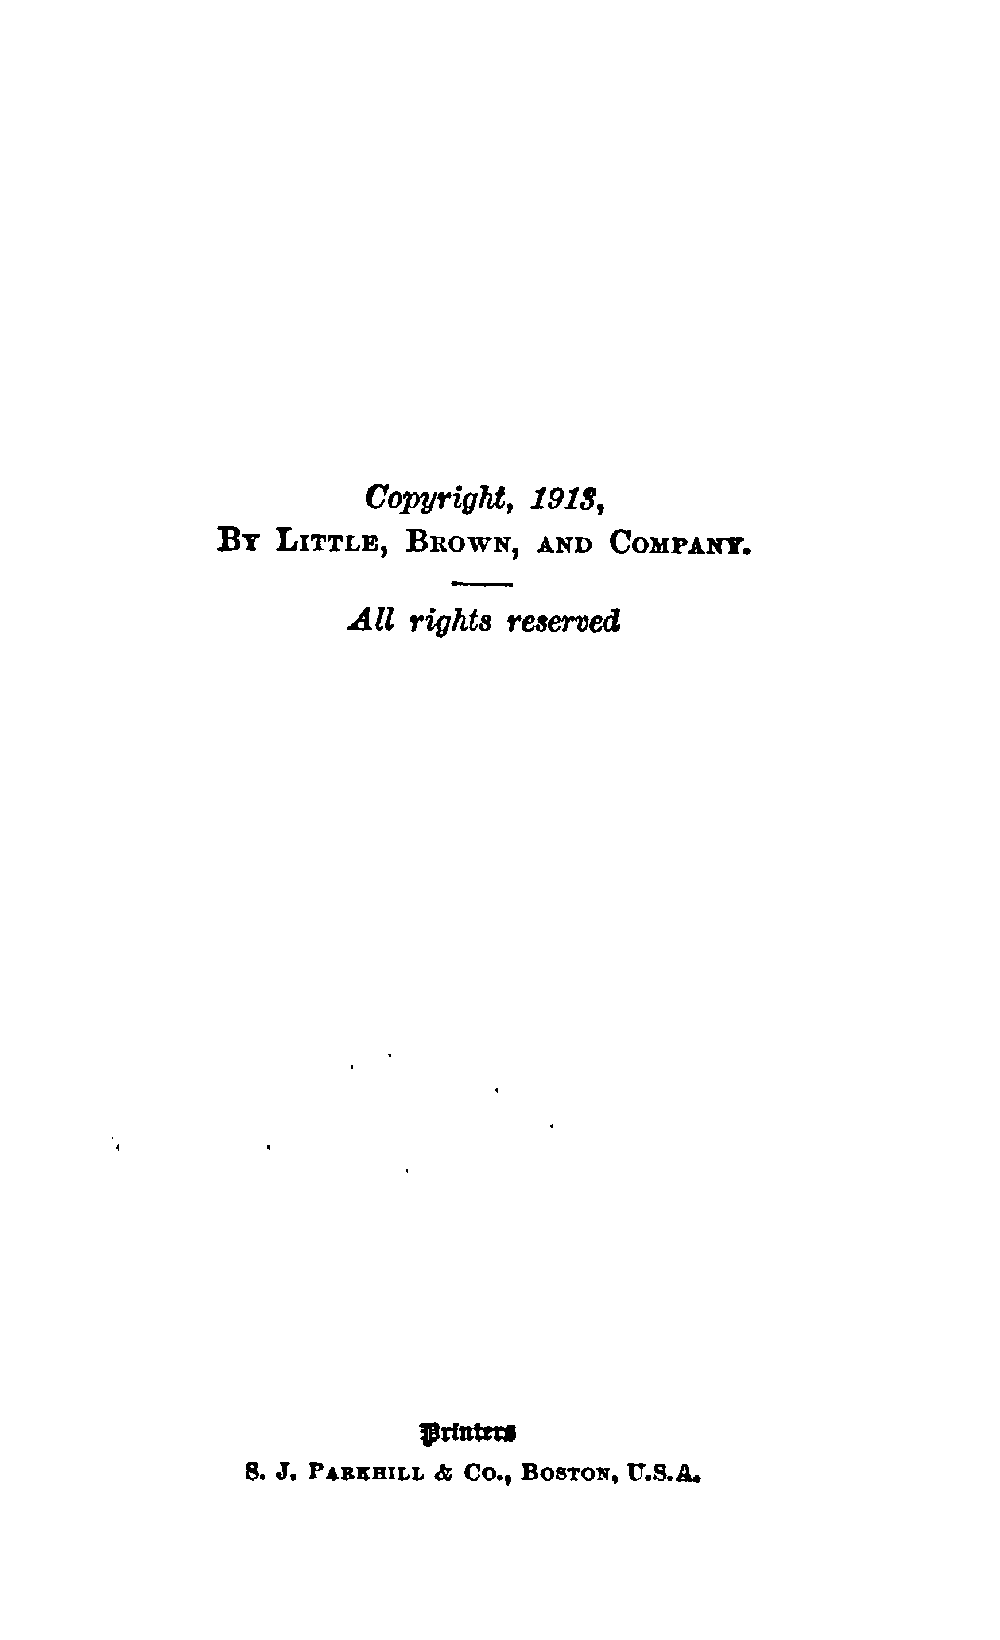 Copyright, 1913,
BY LITTLE, BROWN, AND COMPANY.
All rights reserved
Printers
S. J. PARKHILL & CO., BOSTON, U.S.A.